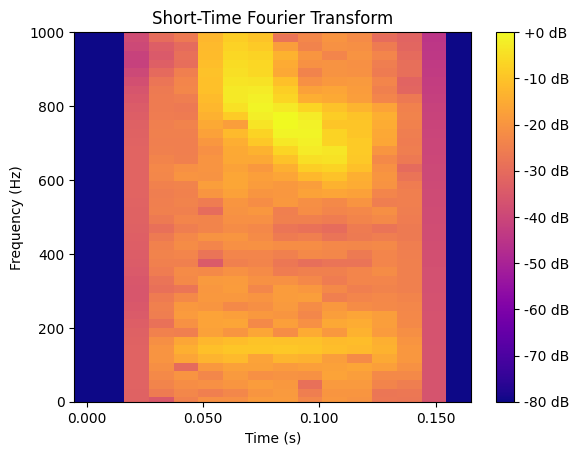 Short-Time Fourier Transform
1000
800
600
400
200
0
Frequency (Hz)
0.000
0.050
0.100
0.150
Time (s)
+0 dB
-10 dB
-20 dB
-30 dB
-40 dB
-50 dB
-60 dB
-70 dB
-80 dB